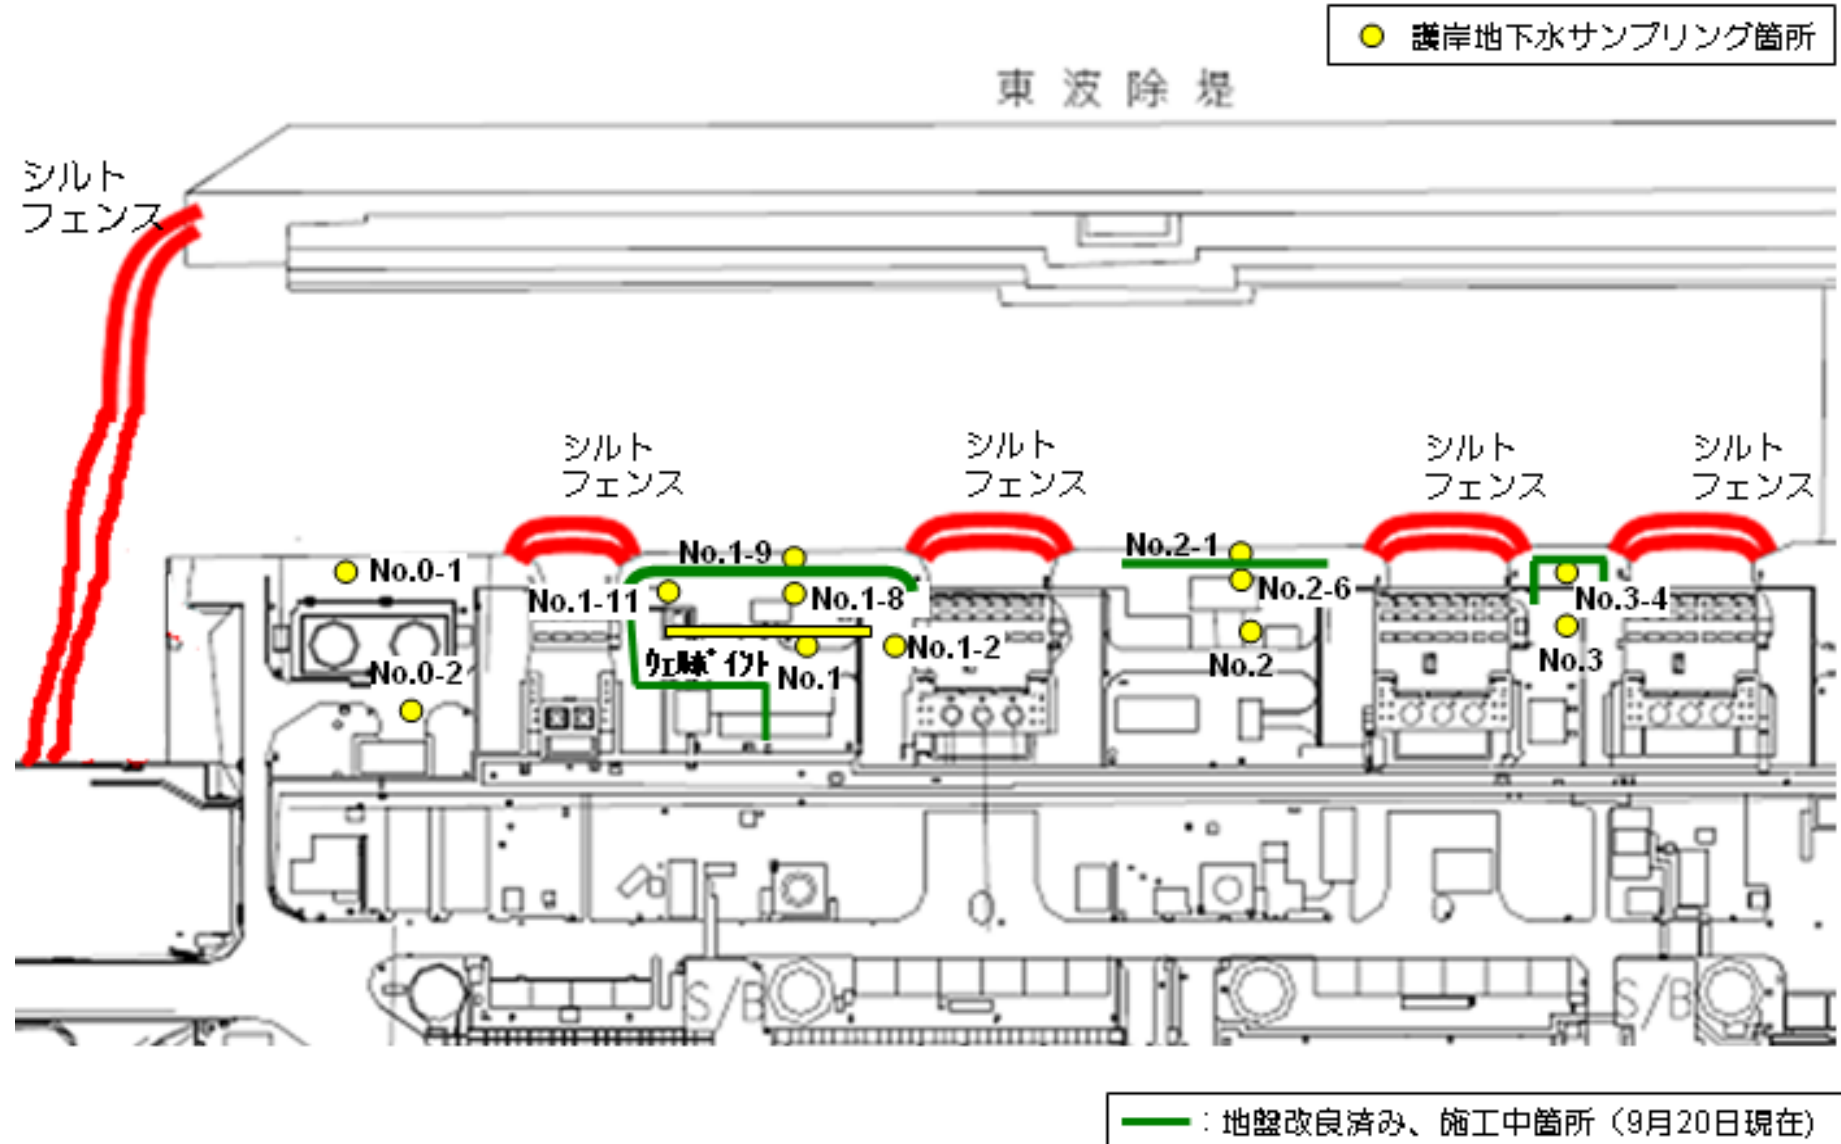 護岸地下水サンプリング箇所
東波除堤
シルト
フェンス
シルト
フェンス
シルト
フェンス
シルト
フェンス
シルト
フェンス
No.0-1
No.0-2
No.1-9
No.1-11
No.1-8
ウェルポイント
No.1
No.1-2
No.2-1
No.2-6
No.2
No.3-4
No.3
S/B
S/B
：地盤改良済み、施工中箇所（9月20日現在）